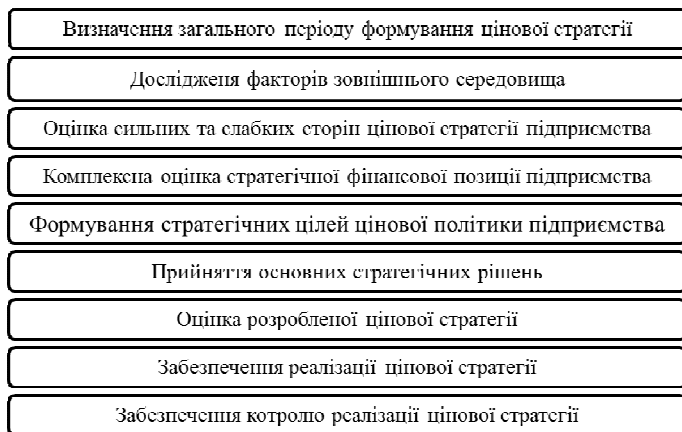 Визначення загального періоду формування цінової стратегії
Дослідженя факторів зовнішнього середовища
Оцінка сильних та слабких сторін цінової стратегії підприємства
Комплексна оцінка стратегічної фінансової позиції підприємства
Формування стратегічних цілей цінової політики підприємства
Прийняття основних стратегічних рішень
Оцінка розробленої цінової стратегії
Забезпечення реалізації цінової стратегії
Забезпечення котролю реалізації цінової стратегії